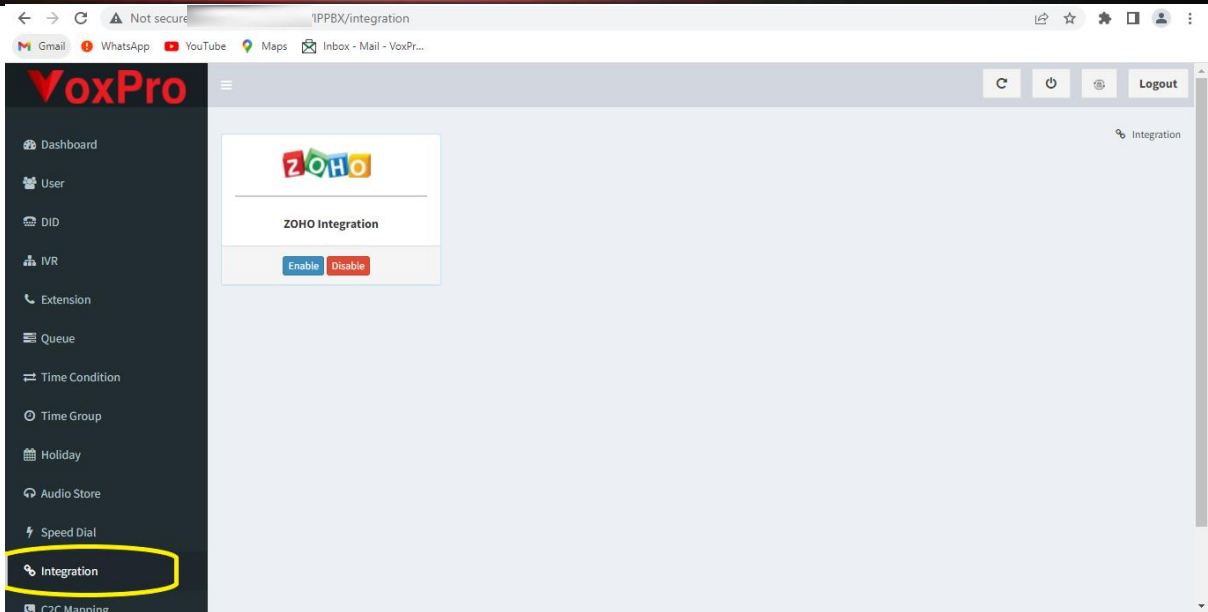 Not secure
'IPPBX/integration
Gmail
WhatsApp
YouTube
Maps
Inbox - Mail - VoxPr...
VoxPro
Logout
Integration
Dashboard
User
DID
IVR
Extension
Queue
Time Condition
Time Group
Holiday
Audio Store
Speed Dial
Integration
C2C Mapping
ZOHO
ZOHO Integration
Enable Disable